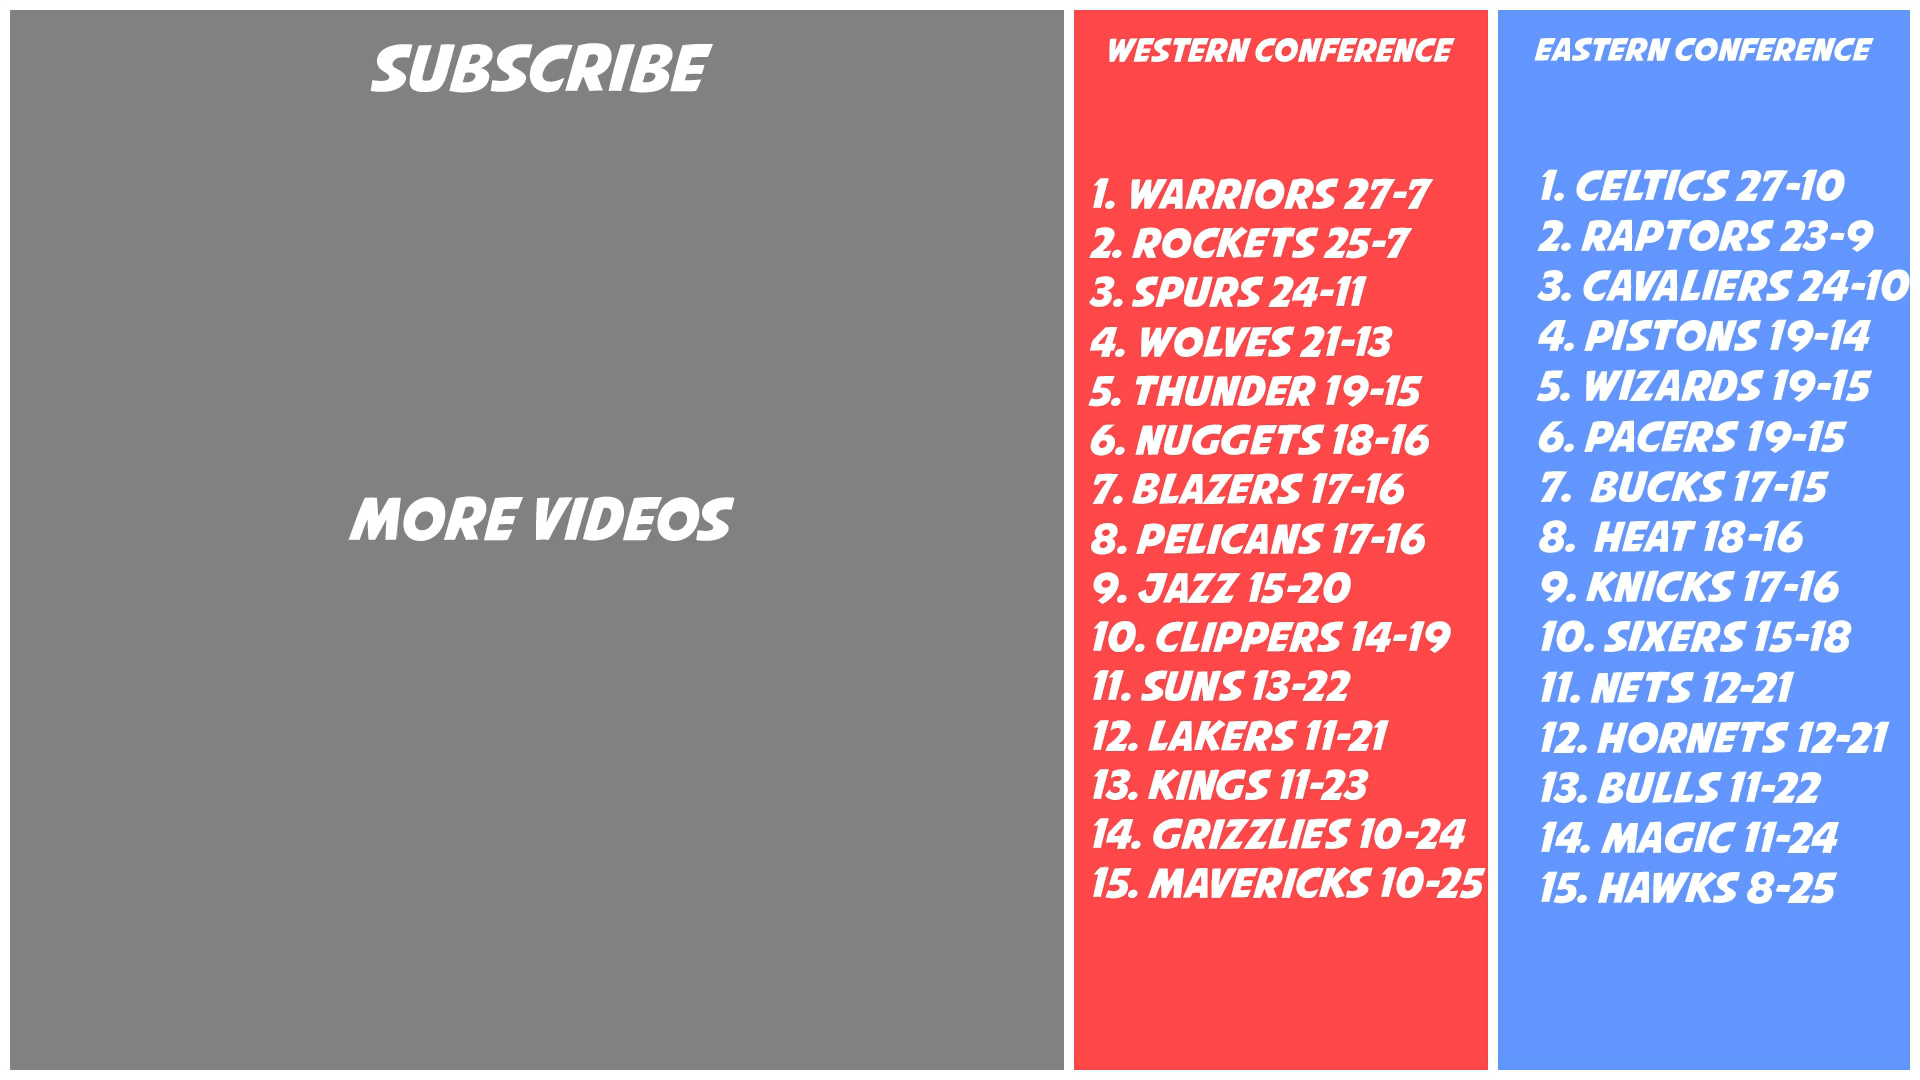 SUBSCRIBE
MORE VIDEOS
WESTERN CONFERENCE
1. WARRIORS 27-7
2. ROCKETS 25-7
3. SPURS 24-11
4. WOLVES 21-13
5. THUNDER 19-15
6. NUGGETS 18-16
7. BLAZERS 17-16
8. PELICANS 17-16
9. JAZZ 15-20
10. CLIPPERS 14-19
11. SUNS 13-22
12. LAKERS 11-21
13. KINGS 11-23
14. GRIZZLIES 10-24
15. MAVERICKS 10-25
EASTERN CONFERENCE
1. CELTICS 27-10
2. RAPTORS 23-9
3. CAVALIERS 24-10
4. PISTONS 19-14
5. WIZARDS 19-15
6. PACERS 19-15
7. BUCKS 17-15
8. HEAT 18-16
9. KNICKS 17-16
10. SIXERS 15-18
11. NETS 12-21
12. HORNETS 12-21
13. BULLS 11-22
14. MAGIC 11-24
15. HAWKS 8-25